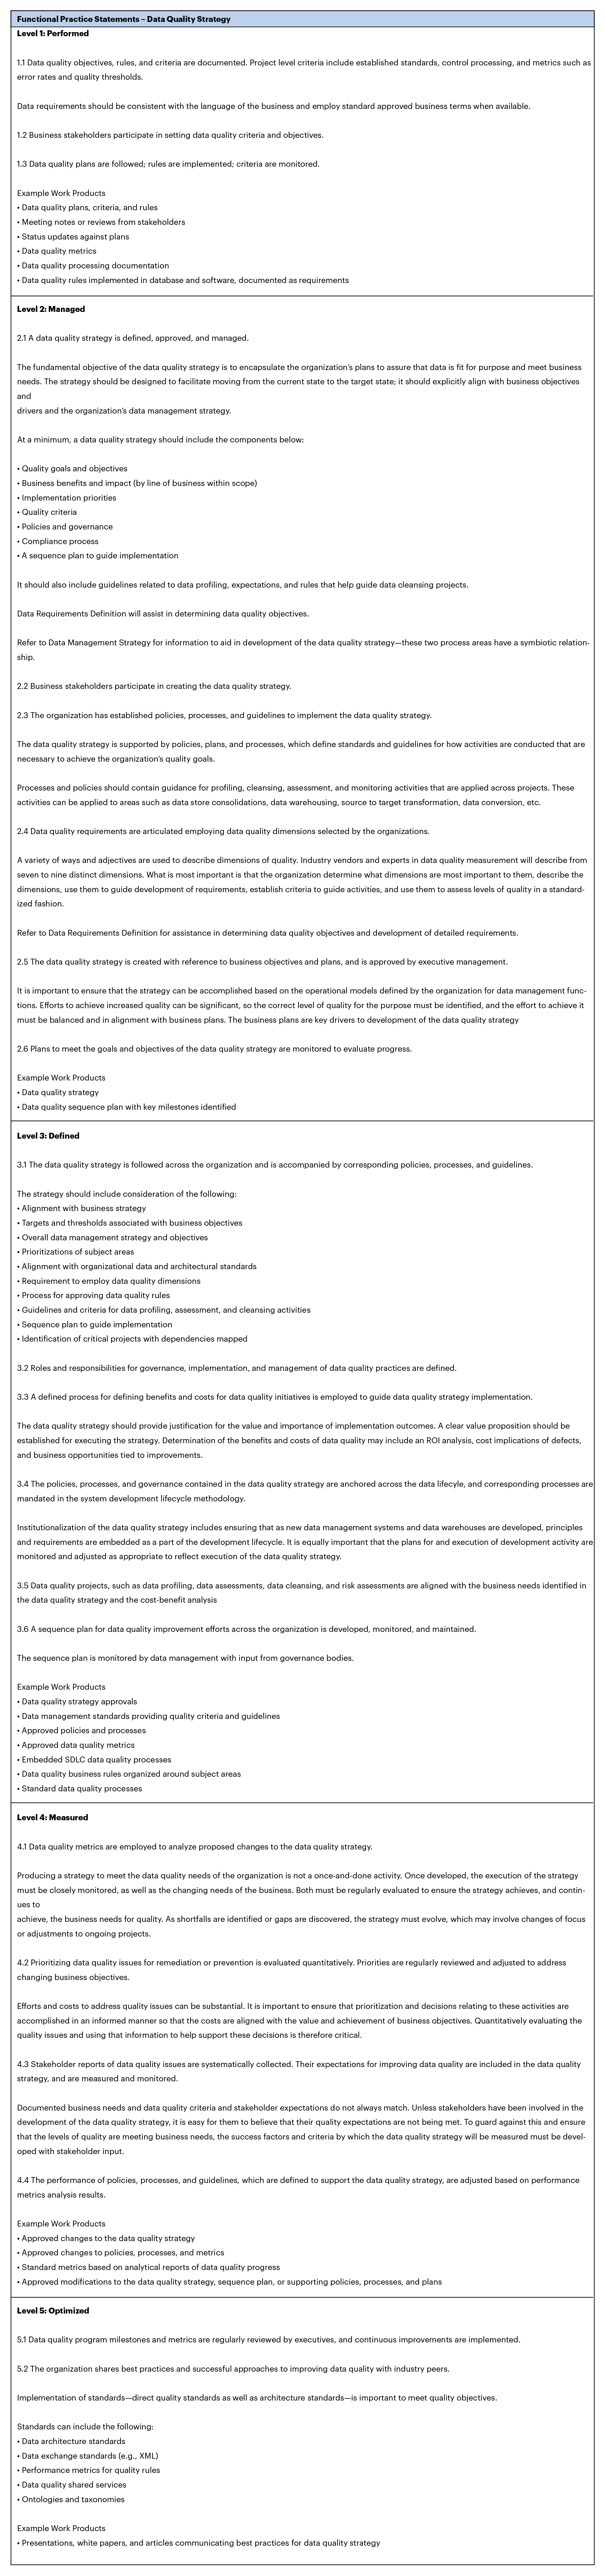 Functional Practice Statements – Data Quality Strategy
Level 1: Performed
1.1 Data quality objectives, rules, and criteria are documented. Project level criteria include established standards, control processing, and metrics such as
error rates and quality thresholds.
Data requirements should be consistent with the language of the business and employ standard approved business terms when available.
1.2 Business stakeholders participate in setting data quality criteria and objectives.
1.3 Data quality plans are followed; rules are implemented; criteria are monitored.
Example Work Products
• Data quality plans, criteria, and rules
• Meeting notes or reviews from stakeholders
• Status updates against plans
• Data quality metrics
• Data quality processing documentation
• Data quality rules implemented in database and software, documented as requirements
Level 2: Managed
2.1 A data quality strategy is defined, approved, and managed.
The fundamental objective of the data quality strategy is to encapsulate the organization's plans to assure that data is fit for purpose and meet business
needs. The strategy should be designed to facilitate moving from the current state to the target state; it should explicitly align with business objectives
and
drivers and the organization's data management strategy.
At a minimum, a data quality strategy should include the components below:
• Quality goals and objectives
• Business benefits and impact (by line of business within scope)
• Implementation priorities
• Quality criteria
• Policies and governance
• Compliance process
• A sequence plan to guide implementation
It should also include guidelines related to data profiling, expectations, and rules that help guide data cleansing projects.
Data Requirements Definition will assist in determining data quality objectives.
Refer to Data Management Strategy for information to aid in development of the data quality strategy—these two process areas have a symbiotic relation-
ship.
2.2 Business stakeholders participate in creating the data quality strategy.
2.3 The organization has established policies, processes, and guidelines to implement the data quality strategy.
The data quality strategy is supported by policies, plans, and processes, which define standards and guidelines for how activities are conducted that are
necessary to achieve the organization's quality goals.
Processes and policies should contain guidance for profiling, cleansing, assessment, and monitoring activities that are applied across projects. These
activities can be applied to areas such as data store consolidations, data warehousing, source to target transformation, data conversion, etc.
2.4 Data quality requirements are articulated employing data quality dimensions selected by the organizations.
A variety of ways and adjectives are used to describe dimensions of quality. Industry vendors and experts in data quality measurement will describe from
seven to nine distinct dimensions. What is most important is that the organization determine what dimensions are most important to them, describe the
dimensions, use them to guide development of requirements, establish criteria to guide activities, and use them to assess levels of quality in a standard-
ized fashion.
Refer to Data Requirements Definition for assistance in determining data quality objectives and development of detailed requirements.
2.5 The data quality strategy is created with reference to business objectives and plans, and is approved by executive management.
It is important to ensure that the strategy can be accomplished based on the operational models defined by the organization for data management func-
tions. Efforts to achieve increased quality can be significant, so the correct level of quality for the purpose must be identified, and the effort to achieve it
must be balanced and in alignment with business plans. The business plans are key drivers to development of the data quality strategy
2.6 Plans to meet the goals and objectives of the data quality strategy are monitored to evaluate progress.
Example Work Products
• Data quality strategy
• Data quality sequence plan with key milestones identified
Level 3: Defined
3.1 The data quality strategy is followed across the organization and is accompanied by corresponding policies, processes, and guidelines.
The strategy should include consideration of the following:
• Alignment with business strategy
• Targets and thresholds associated with business objectives
• Overall data management strategy and objectives
• Prioritizations of subject areas
• Alignment with organizational data and architectural standards
• Requirement to employ data quality dimensions
• Process for approving data quality rules
• Guidelines and criteria for data profiling, assessment, and cleansing activities
• Sequence plan to guide implementation
• Identification of critical projects with dependencies mapped
3.2 Roles and responsibilities for governance, implementation, and management of data quality practices are defined.
3.3 A defined process for defining benefits and costs for data quality initiatives is employed to guide data quality strategy implementation.
The data quality strategy should provide justification for the value and importance of implementation outcomes. A clear value proposition should be
established for executing the strategy. Determination of the benefits and costs of data quality may include an ROI analysis, cost implications of defects,
and business opportunities tied to improvements.
3.4 The policies, processes, and governance contained in the data quality strategy are anchored across the data lifecyle, and corresponding processes are
mandated in the system development lifecycle methodology.
Institutionalization of the data quality strategy includes ensuring that as new data management systems and data warehouses are developed, principles
and requirements are embedded as a part of the development lifecycle. It is equally important that the plans for and execution of development activity are
monitored and adjusted as appropriate to reflect execution of the data quality strategy.
3.5 Data quality projects, such as data profiling, data assessments, data cleansing, and risk assessments are aligned with the business needs identified in
the data quality strategy and the cost-benefit analysis
3.6 A sequence plan for data quality improvement efforts across the organization is developed, monitored, and maintained.
The sequence plan is monitored by data management with input from governance bodies.
Example Work Products
• Data quality strategy approvals
• Data management standards providing quality criteria and guidelines
• Approved policies and processes
• Approved data quality metrics
• Embedded SDLC data quality processes
• Data quality business rules organized around subject areas
• Standard data quality processes
Level 4: Measured
4.1 Data quality metrics are employed to analyze proposed changes to the data quality strategy.
Producing a strategy to meet the data quality needs of the organization is not a once-and-done activity. Once developed, the execution of the strategy
must be closely monitored, as well as the changing needs of the business. Both must be regularly evaluated to ensure the strategy achieves, and contin-
ues to
achieve, the business needs for quality. As shortfalls are identified or gaps are discovered, the strategy must evolve, which may involve changes of focus
or adjustments to ongoing projects.
4.2 Prioritizing data quality issues for remediation or prevention is evaluated quantitatively. Priorities are regularly reviewed and adjusted to address
changing business objectives.
Efforts and costs to address quality issues can be substantial. It is important to ensure that prioritization and decisions relating to these activities are
accomplished in an informed manner so that the costs are aligned with the value and achievement of business objectives. Quantitatively evaluating the
quality issues and using that information to help support these decisions is therefore critical.
4.3 Stakeholder reports of data quality issues are systematically collected. Their expectations for improving data quality are included in the data quality
strategy, and are measured and monitored.
Documented business needs and data quality criteria and stakeholder expectations do not always match. Unless stakeholders have been involved in the
development of the data quality strategy, it is easy for them to believe that their quality expectations are not being met. To guard against this and ensure
that the levels of quality are meeting business needs, the success factors and criteria by which the data quality strategy will be measured must be devel-
oped with stakeholder input.
4.4 The performance of policies, processes, and guidelines, which are defined to support the data quality strategy, are adjusted based on performance
metrics analysis results.
Example Work Products
• Approved changes to the data quality strategy
• Approved changes to policies, processes, and metrics
• Standard metrics based on analytical reports of data quality progress
• Approved modifications to the data quality strategy, sequence plan, or supporting policies, processes, and plans
Level 5: Optimized
5.1 Data quality program milestones and metrics are regularly reviewed by executives, and continuous improvements are implemented.
5.2 The organization shares best practices and successful approaches to improving data quality with industry peers.
Implementation of standards—direct quality standards as well as architecture standards—is important to meet quality objectives.
Standards can include the following:
• Data architecture standards
• Data exchange standards (e.g., XML)
• Performance metrics for quality rules
• Data quality shared services
• Ontologies and taxonomies
Example Work Products
• Presentations, white papers, and articles communicating best practices for data quality strategy